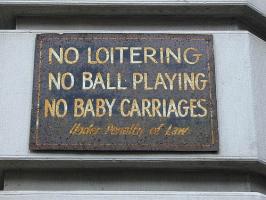 NO LOITERING
NO BALL PLAYING
NO BABY CARRIAGES
Under Penalty of Law